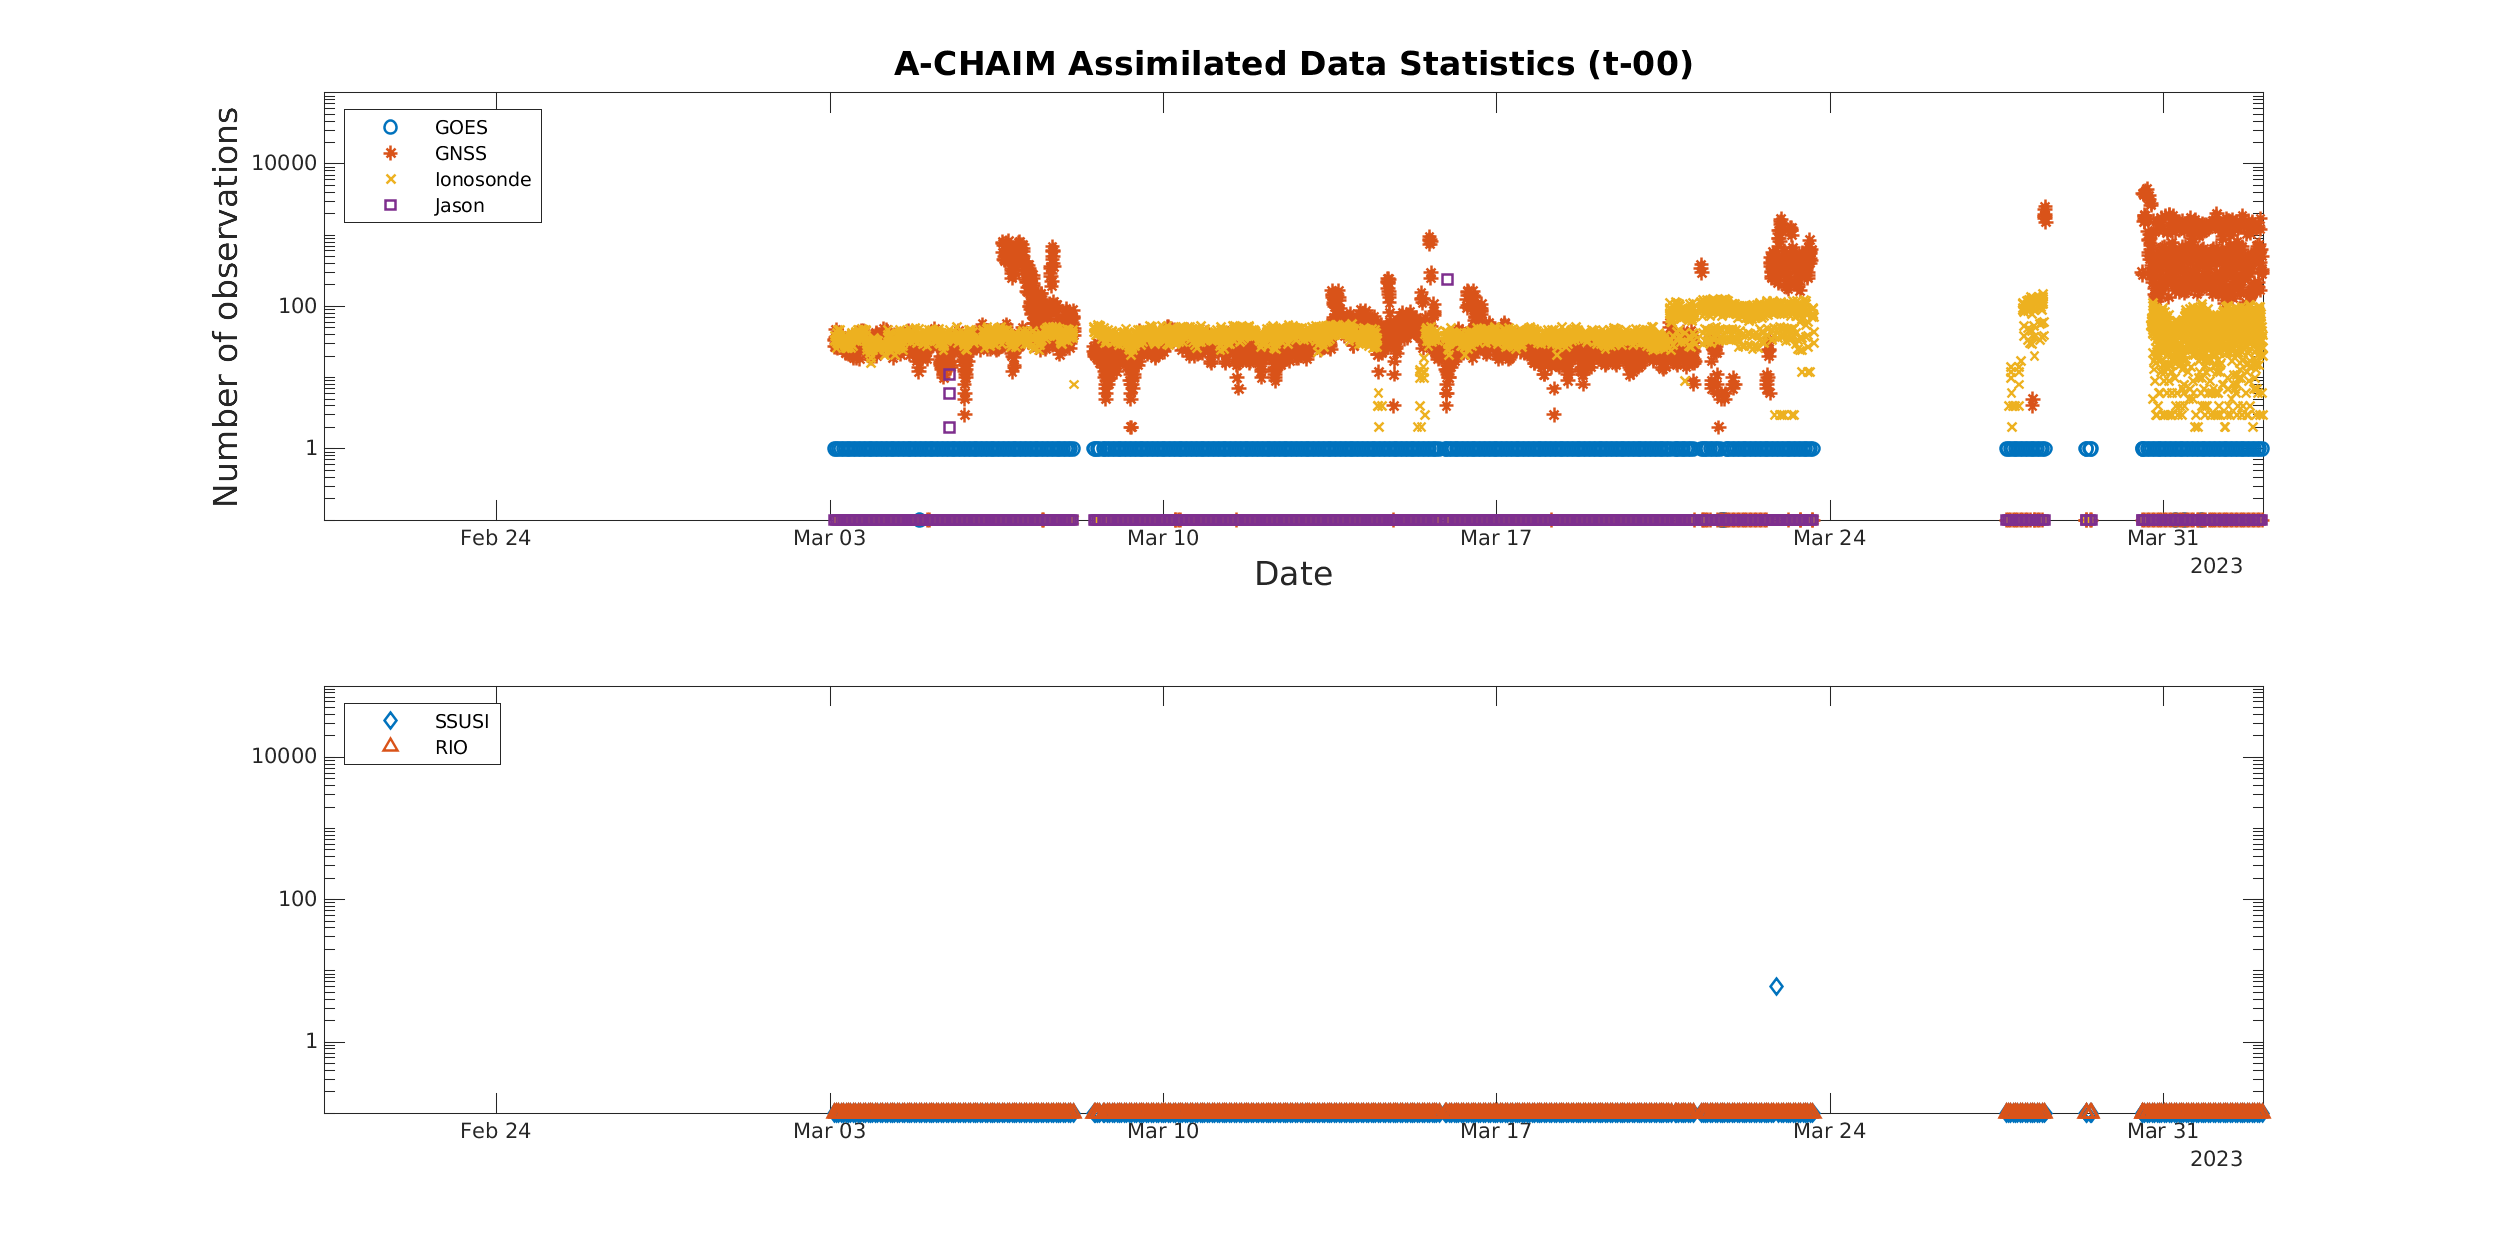 A-CHAIM Assimilated Data Statistics (t-00)
Number of observations
10000
100
1
GOES
GNSS
Ionosonde
Jason
Feb 24
Mar 03
Mar 10
Mar 17
Mar 24
Mar 31
2023
Date
10000
100
1
SSUSI
RIO
Feb 24
Mar 03
Mar 10
Mar 17
Mar 24
Mar 31
2023